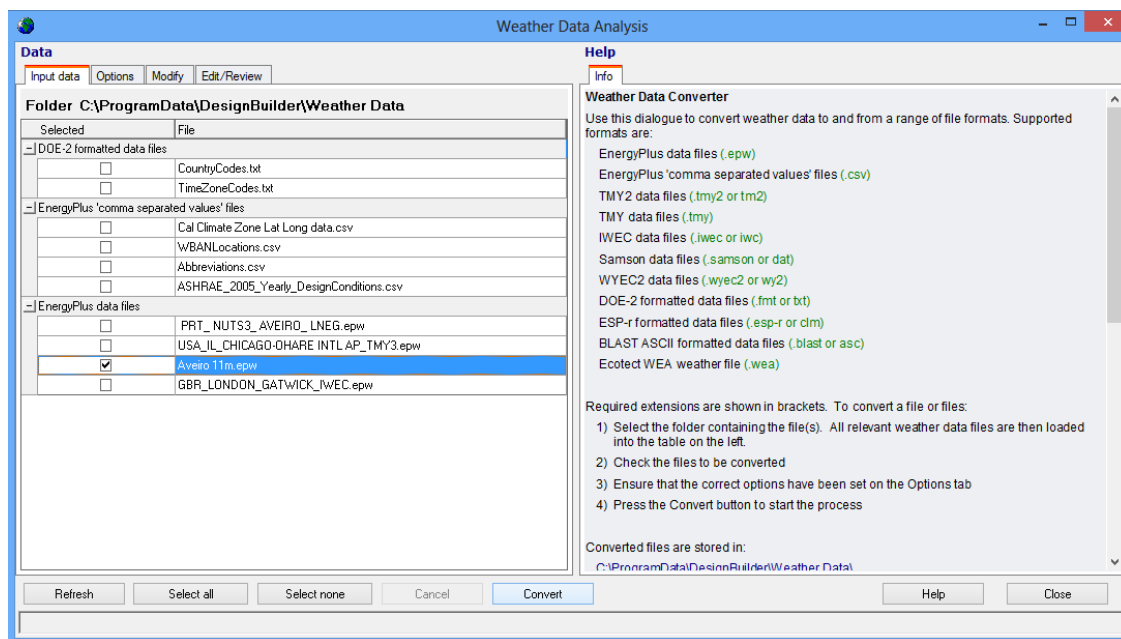 Weather Data Analysis
Data
Input data
Options
Modify
Edit/Review
Folder C:\ProgramData\DesignBuilder\Weather Data
Selected File
DOE-2 formatted data files
CountryCodes.txt
TimeZoneCodes.txt
EnergyPlus 'comma separated values' files
Cal Climate Zone Lat Long data.csv
WBANLocations.csv
Abbreviations.csv
ASHRAE_2005_Yearly_DesignConditions.csv
EnergyPlus data files
PRT_ NUTS3_ AVEIRO_ LNEG.epw
USA_IL_CHICAGO-OHARE INTL AP_TMY3.epw
Aveiro 11m.epw
GBR_LONDON_GATWICK_IWEC.epw
Help
Info
Weather Data Converter
Use this dialogue to convert weather data to and from a range of file formats. Supported
formats are:
EnergyPlus data files (.epw)
EnergyPlus 'comma separated values' files (.csv)
TMY2 data files (.tmy2 or tm2)
TMY data files (.tmy)
IWEC data files (.iwec or iwc)
Samson data files (.samson or dat)
WYEC2 data files (.wyec2 or wy2)
DOE-2 formatted data files (.fmt or txt)
ESP-r formatted data files (.esp-r or clm)
BLAST ASCII formatted data files (.blast or asc)
Ecotect WEA weather file (.wea)
Required extensions are shown in brackets. To convert a file or files:
1) Select the folder containing the file(s). All relevant weather data files are then loaded
into the table on the left.
2) Check the files to be converted
3) Ensure that the correct options have been set on the Options tab
4) Press the Convert button to start the process
Converted files are stored in:
C:\ProgramData\DesignBuilder\Weather Data\
Refresh
Select all
Select none
Cancel
Convert
Help
Close